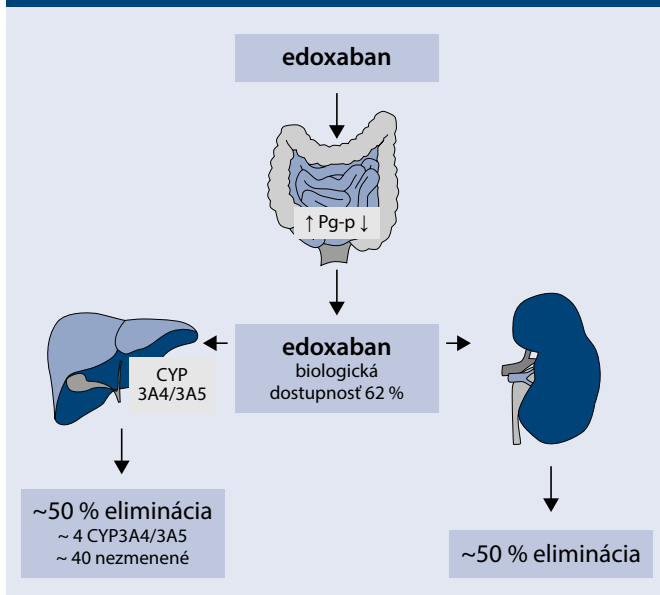 edoxaban
↑ Pg-p ↓
edoxaban
biologická
dostupnosť 62 %
CYP
3A4/3A5
~50 % eliminácia
~ 4 CYP3A4/3A5
~ 40 nezmenené
~50 % eliminácia